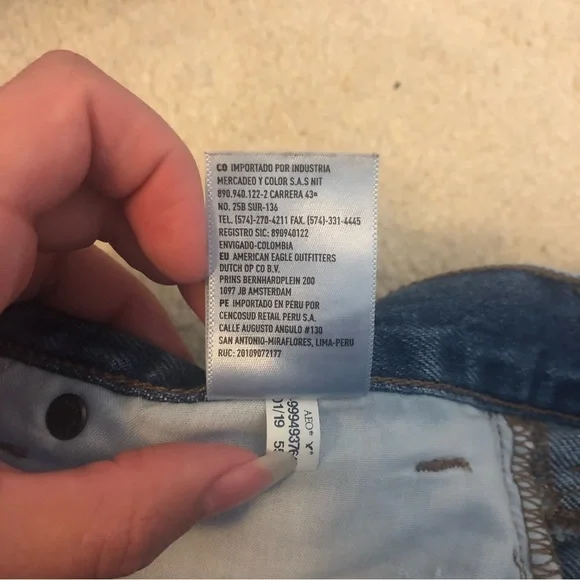 CO IMPORTADO POR INDUSTRIA
MERCADEO Y COLOR S.A.S NIT
890.940.122-2 CARRERA 43ª
NO. 25B SUR-136
TEL. (574)-270-4211 FAX. (574)-331-4445
REGISTRO SIC: 890940122
ENVIGADO-COLOMBIA
EU AMERICAN EAGLE OUTFITTERS
DUTCH OP CO B.V.
PRINS BERNHARDPLEIN 200
1097 JB AMSTERDAM
PE IMPORTADO EN PERU POR
CENCOSUD RETAIL PERU S.A.
CALLE AUGUSTO ANGULO #130
SAN ANTONIO-MIRAFLORES, LIMA-PERU
RUC: 20109072177
AEO®
01/19